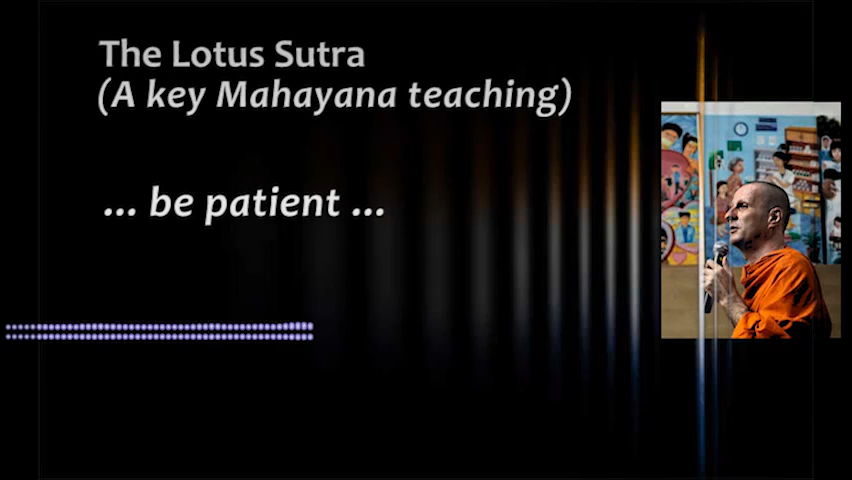 The Lotus Sutra
(A key Mahayana teaching)
... be patient ...